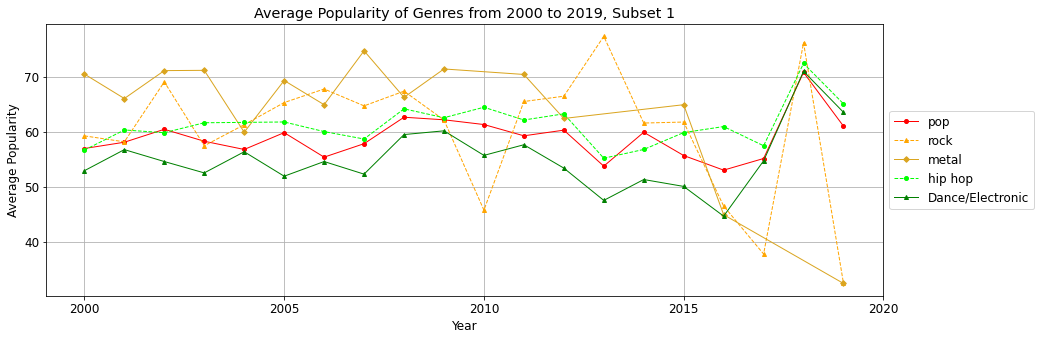 Average Popularity of Genres from 2000 to 2019, Subset 1
Average Popularity
70
60
50
40
2000 2005 2010 2015 2020
Year
pop
rock
metal
hip hop
Dance/Electronic